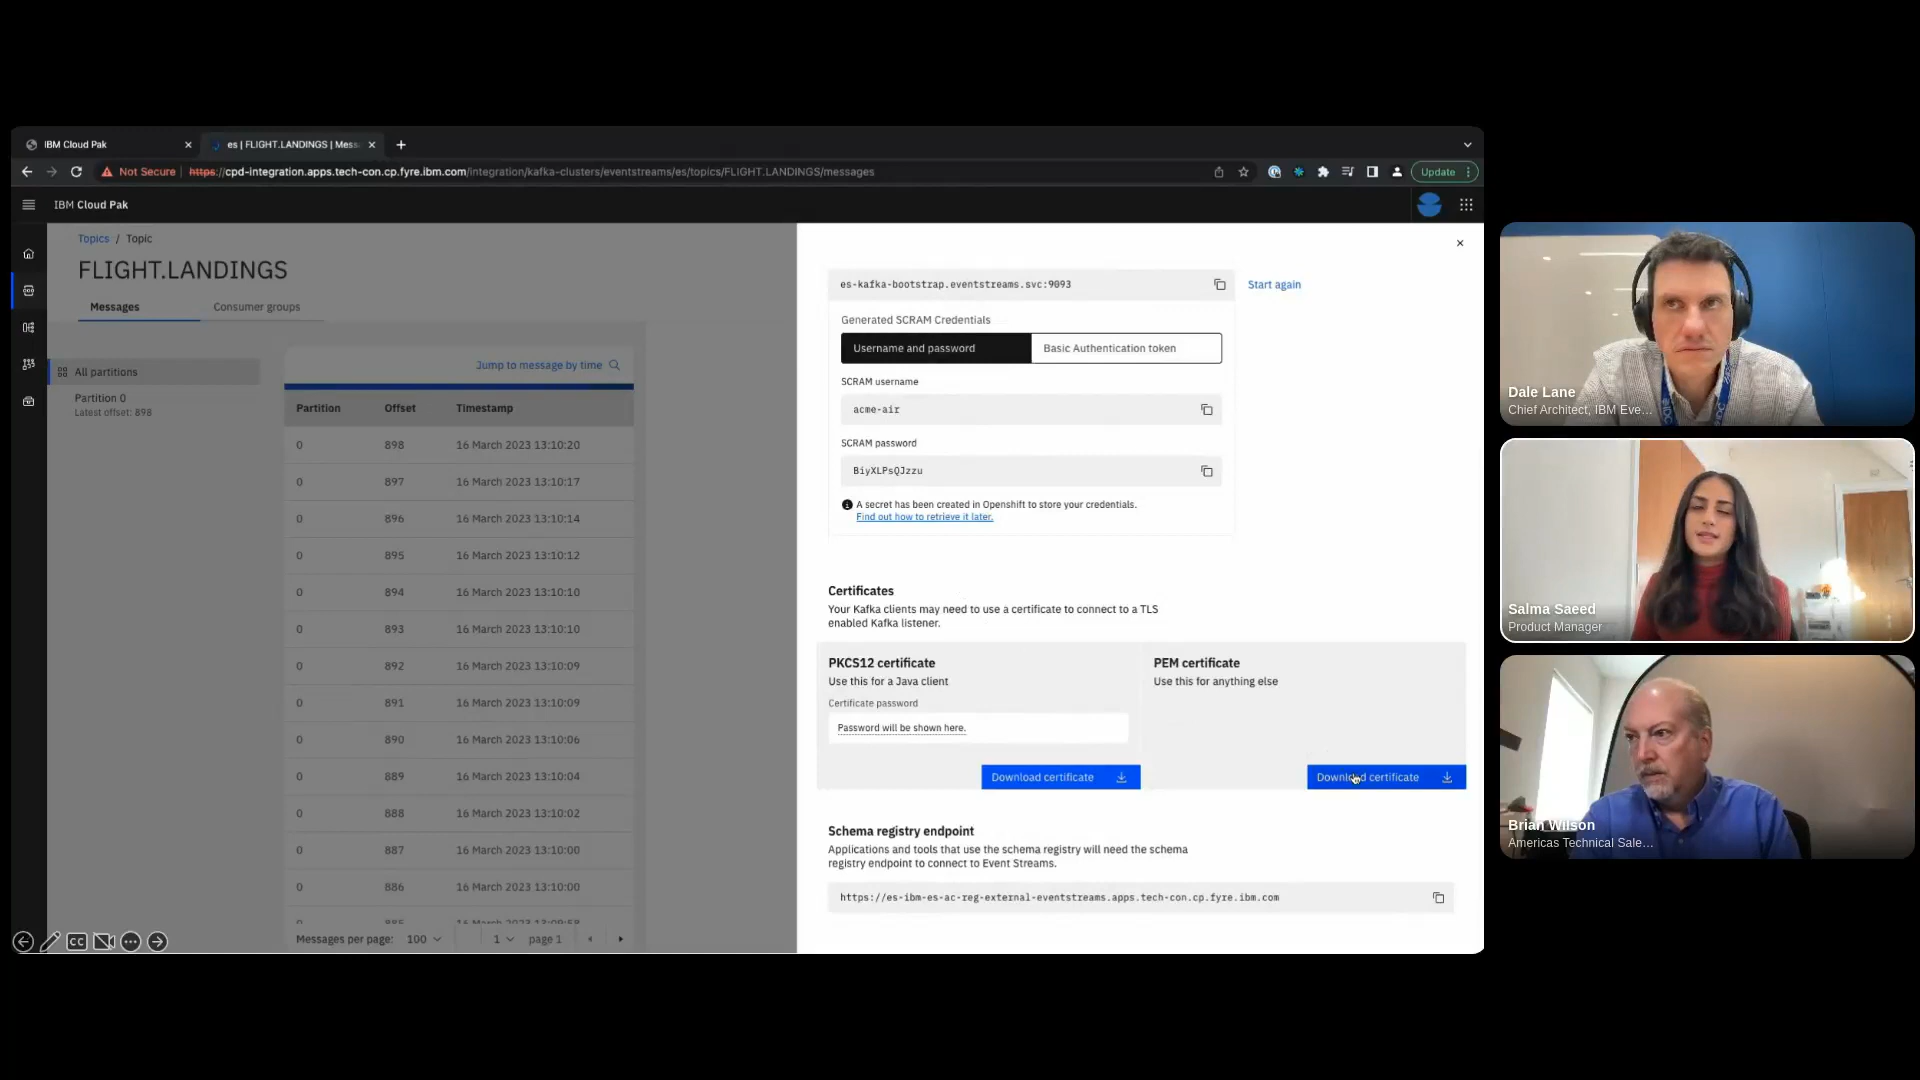 IBM Cloud Pak
es | FLIGHT.LANDINGS | Mess
Not Secure | https://cpd-integration.apps.tech-con.cp.fyre.ibm.com/integration/kafka-clusters/eventstreams/es/topics/FLIGHT.LANDINGS/messages
Update
IBM Cloud Pak
Topics / Topic
FLIGHT.LANDINGS
Messages
Consumer groups
All partitions
Partition 0
Latest offset: 898
Jump to message by time
Partition Offset Timestamp
0 898 16 March 2023 13:10:20
0 897 16 March 2023 13:10:17
0 896 16 March 2023 13:10:14
0 895 16 March 2023 13:10:12
0 894 16 March 2023 13:10:10
0 893 16 March 2023 13:10:10
0 892 16 March 2023 13:10:09
0 891 16 March 2023 13:10:09
0 890 16 March 2023 13:10:06
0 889 16 March 2023 13:10:04
0 888 16 March 2023 13:10:02
0 887 16 March 2023 13:10:00
0 886 16 March 2023 13:10:00
0 885 16 March 2023 13:09:58
Messages per page: 100
1 page 1
CC
es-kafka-bootstrap.eventstreams.svc:9093
Start again
Generated SCRAM Credentials
Username and password
Basic Authentication token
SCRAM username
acme-air
SCRAM password
BiyXLPsQJzzu
A secret has been created in Openshift to store your credentials.
Find out how to retrieve it later.
Certificates
Your Kafka clients may need to use a certificate to connect to a TLS
enabled Kafka listener.
PKCS12 certificate
Use this for a Java client
Certificate password
Password will be shown here.
Download certificate
PEM certificate
Use this for anything else
Download certificate
Schema registry endpoint
Applications and tools that use the schema registry will need the schema
registry endpoint to connect to Event Streams.
https://es-ibm-es-ac-reg-external-eventstreams.apps.tech-con.cp.fyre.ibm.com
Dale Lane
Chief Architect, IBM Eve...
Salma Saeed
Product Manager
Brian Wilson
Americas Technical Sale...